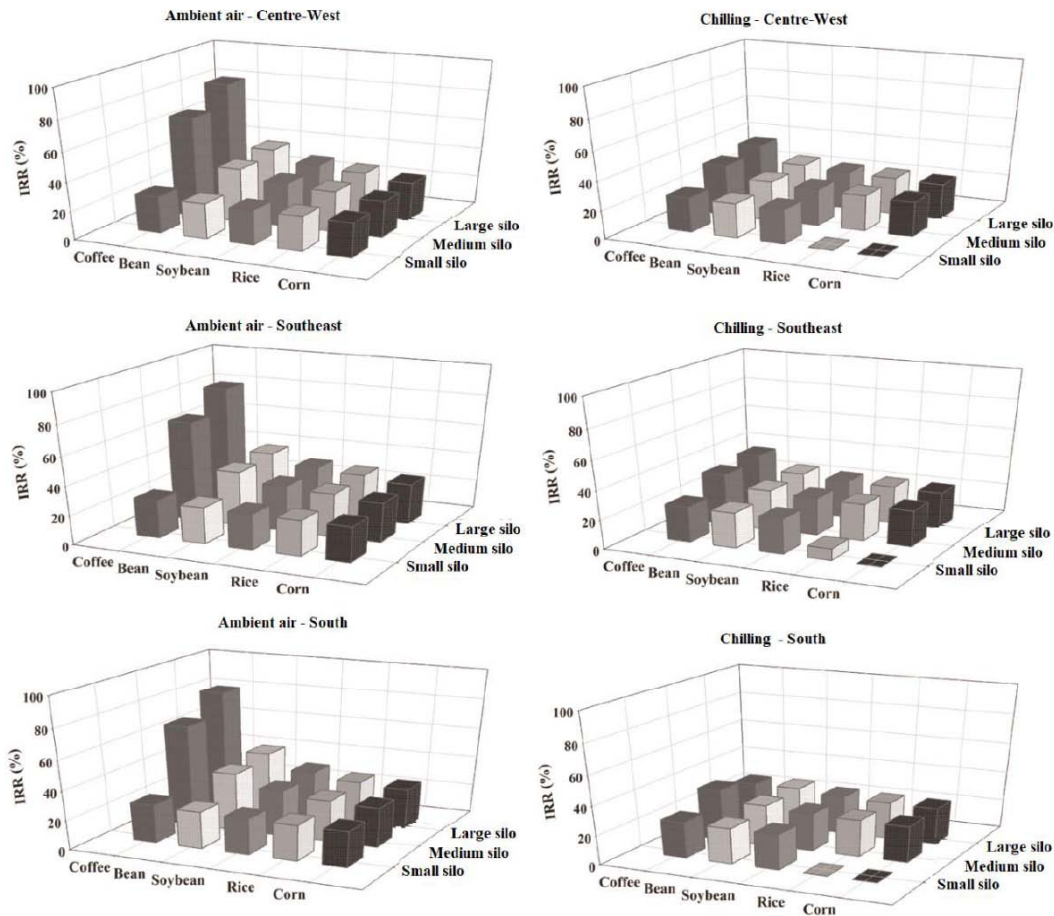 Ambient air - Centre-West
100
80
60
40
20
0
IRR (%)
Coffee
Bean
Soybean
Rice
Corn
Large silo
Medium silo
Small silo
Chilling - Centre-West
100
80
60
40
20
0
IRR (%)
Coffee
Bean
Soybean
Rice
Corn
Large silo
Medium silo
Small silo
Ambient air - Southeast
100
80
60
40
20
0
IRR (%)
Coffee
Bean
Soybean
Rice
Corn
Large silo
Medium silo
Small silo
Chilling - Southeast
100
80
60
40
20
0
IRR (%)
Coffee
Bean
Soybean
Rice
Corn
Large silo
Medium silo
Small silo
Ambient air - South
100
80
60
40
20
0
IRR (%)
Coffee
Bean
Soybean
Rice
Corn
Large silo
Medium silo
Small silo
Chilling - South
100
80
60
40
20
0
IRR (%)
Coffee
Bean
Soybean
Rice
Corn
Large silo
Medium silo
Small silo